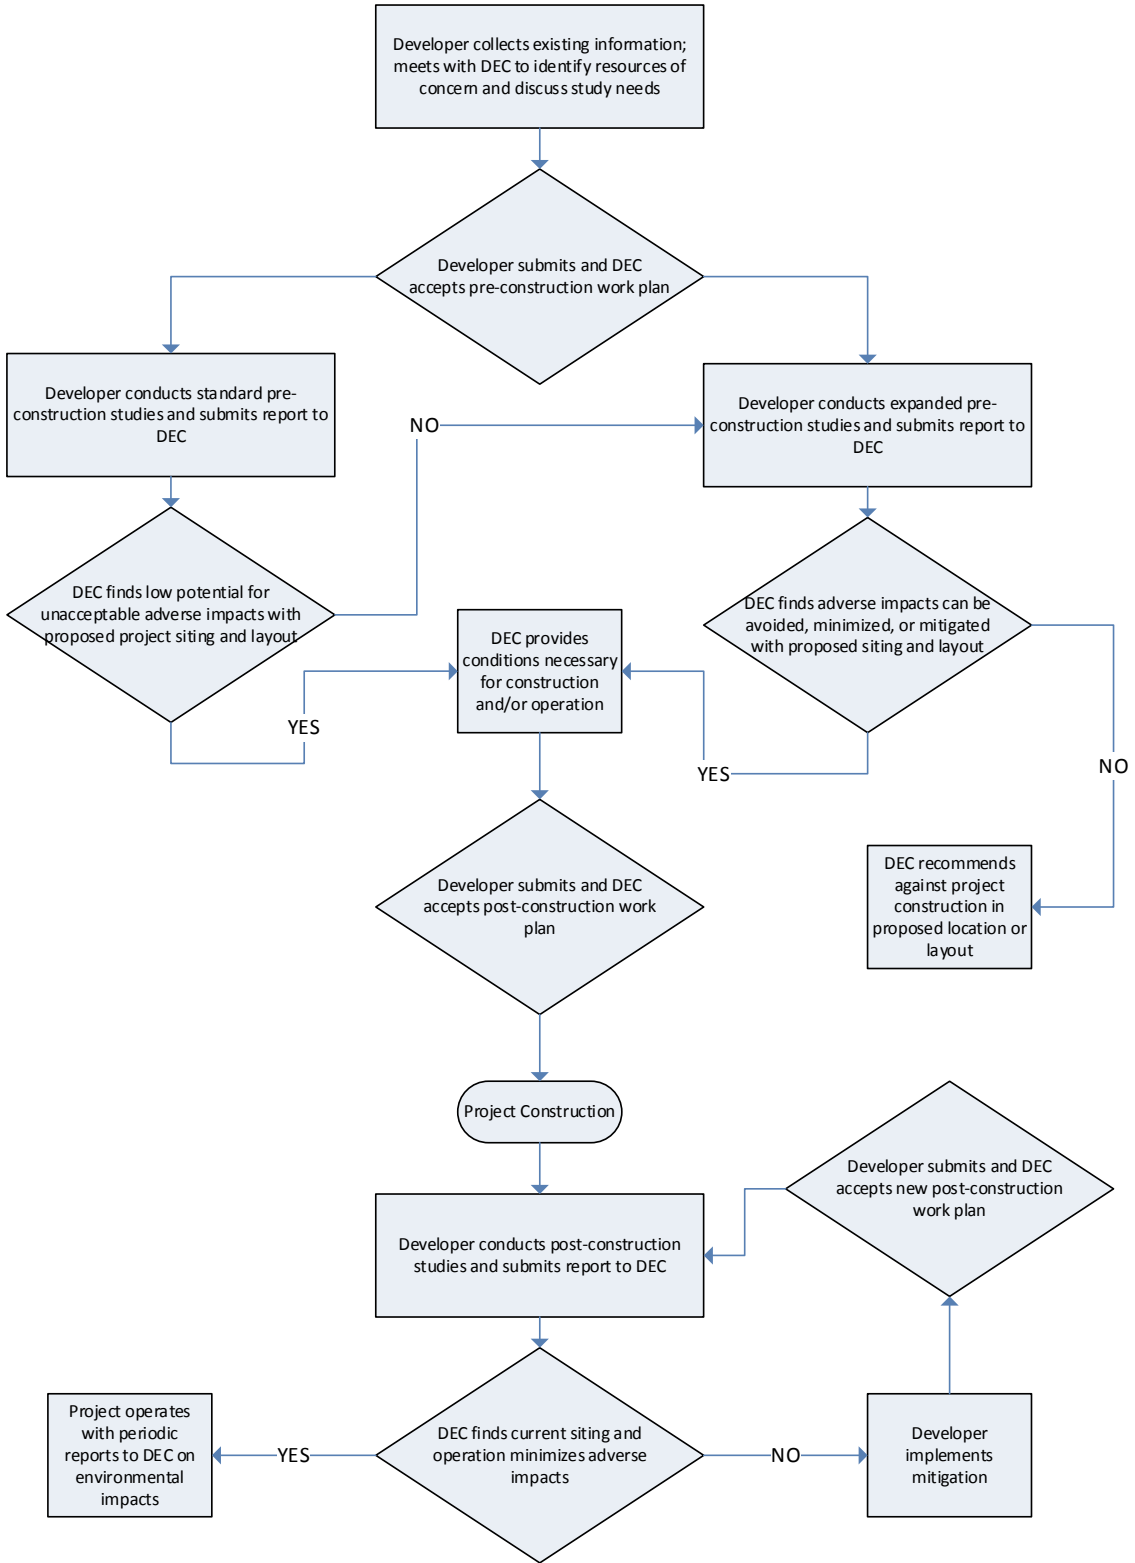 Developer collects existing information;
meets with DEC to identify resources of
concern and discuss study needs
Developer submits and DEC
accepts pre-construction work plan
Developer conducts standard pre-
construction studies and submits report to
DEC
Developer conducts expanded pre-
construction studies and submits report to
DEC
NO
DEC finds low potential for
unacceptable adverse impacts with
proposed project siting and layout
DEC finds adverse impacts can be
avoided, minimized, or mitigated
with proposed siting and layout
DEC provides
conditions necessary
for construction
and/or operation
YES
YES
NO
Developer submits and DEC
accepts post-construction work
plan
DEC recommends
against project
construction in
proposed location or
layout
Project Construction
Developer submits and DEC
accepts new post-construction
work plan
Developer conducts post-construction
studies and submits report to DEC
Project operates
with periodic
reports to DEC on
environmental
impacts
YES
DEC finds current siting and
operation minimizes adverse
impacts
NO
Developer
implements
mitigation